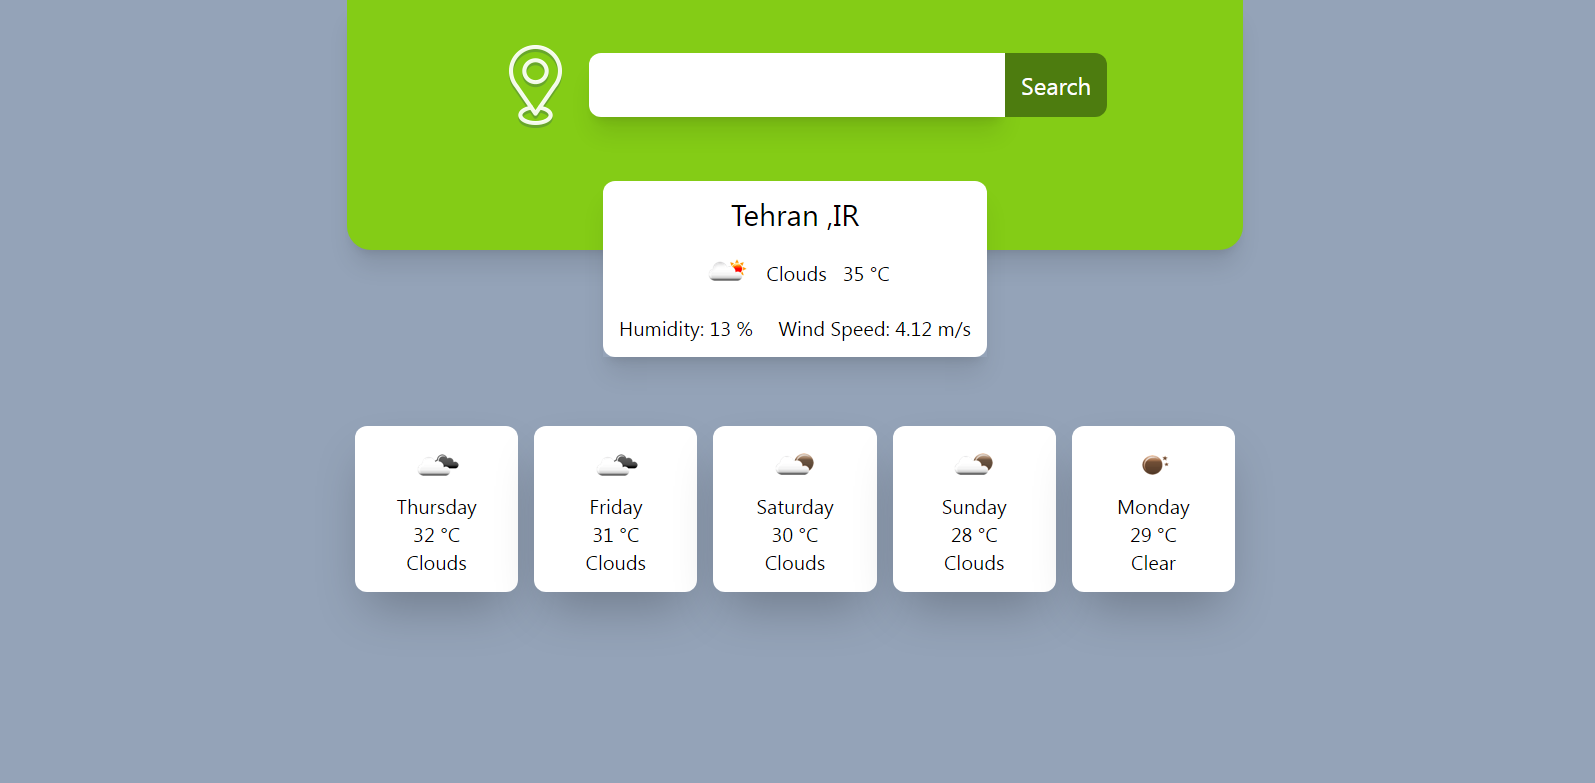 Search
Tehran ,IR
Clouds 35 °C
Humidity: 13 % Wind Speed: 4.12 m/s
Thursday
32 °C
Clouds
Friday
31 °C
Clouds
Saturday
30 °C
Clouds
Sunday
28 °C
Clouds
Monday
29 °C
Clear